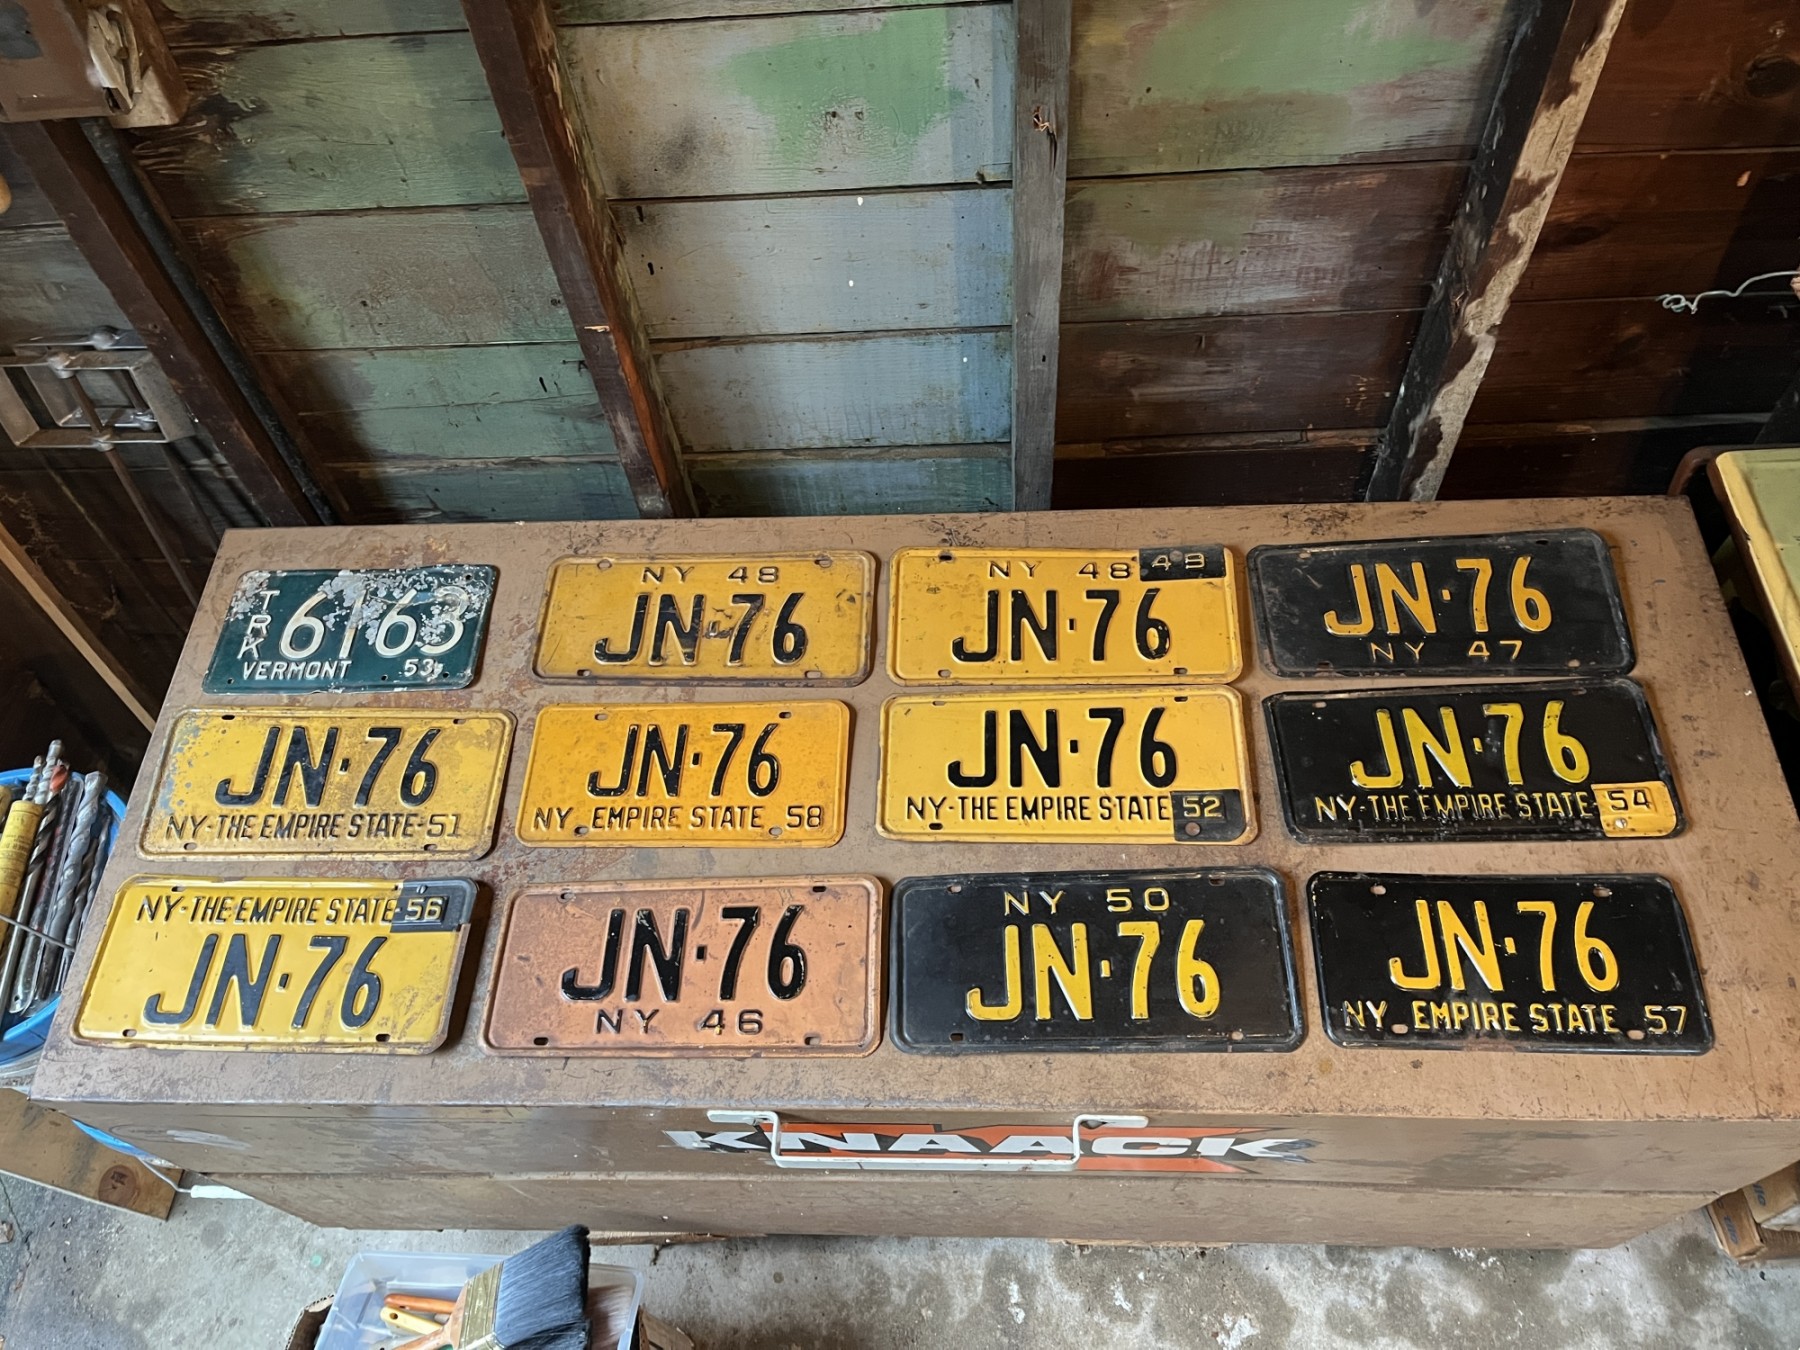 TRK 6163
VERMONT 53
NY 48
JN·76
NY 48 49
JN·76
JN·76
NY 47
JN·76
NY-THE EMPIRE STATE-51
JN·76
NY EMPIRE STATE 58
JN·76
NY-THE EMPIRE STATE 52
JN·76
NY-THE EMPIRE STATE-54
NY-THE EMPIRE STATE-56
JN·76
JN·76
NY 46
NY 50
JN·76
JN·76
NY EMPIRE STATE 57
KNAACK